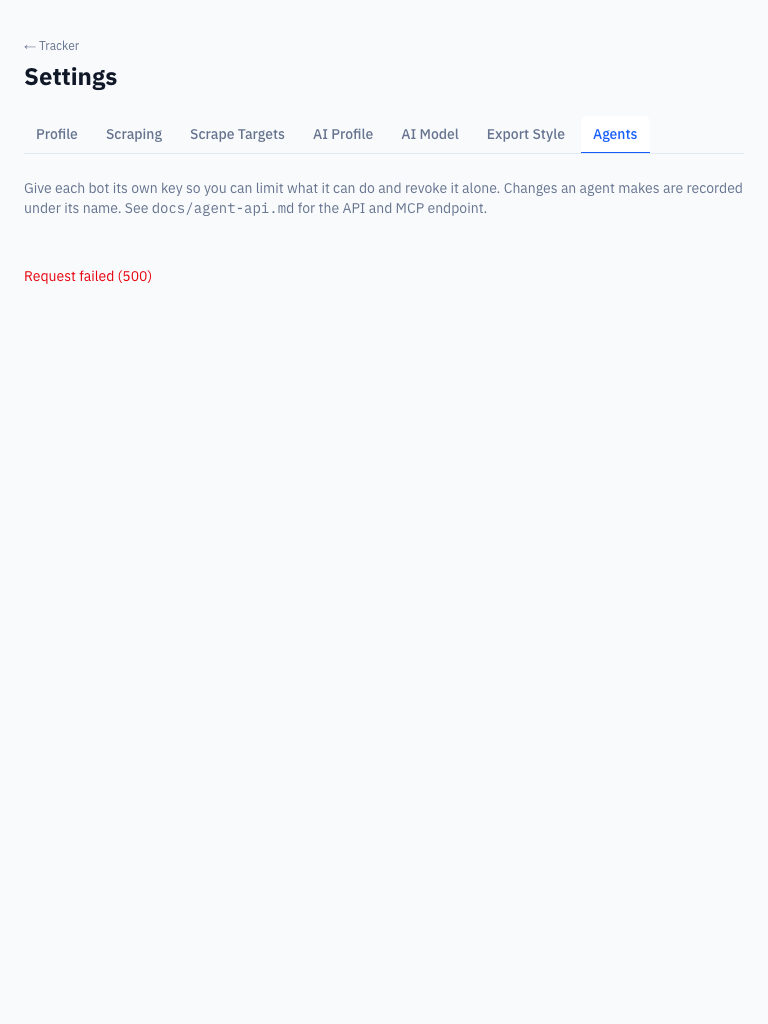 ← Tracker
Settings
Profile Scraping Scrape Targets AI Profile AI Model Export Style Agents
Give each bot its own key so you can limit what it can do and revoke it alone. Changes an agent makes are recorded
under its name. See docs/agent-api.md for the API and MCP endpoint.
Request failed (500)